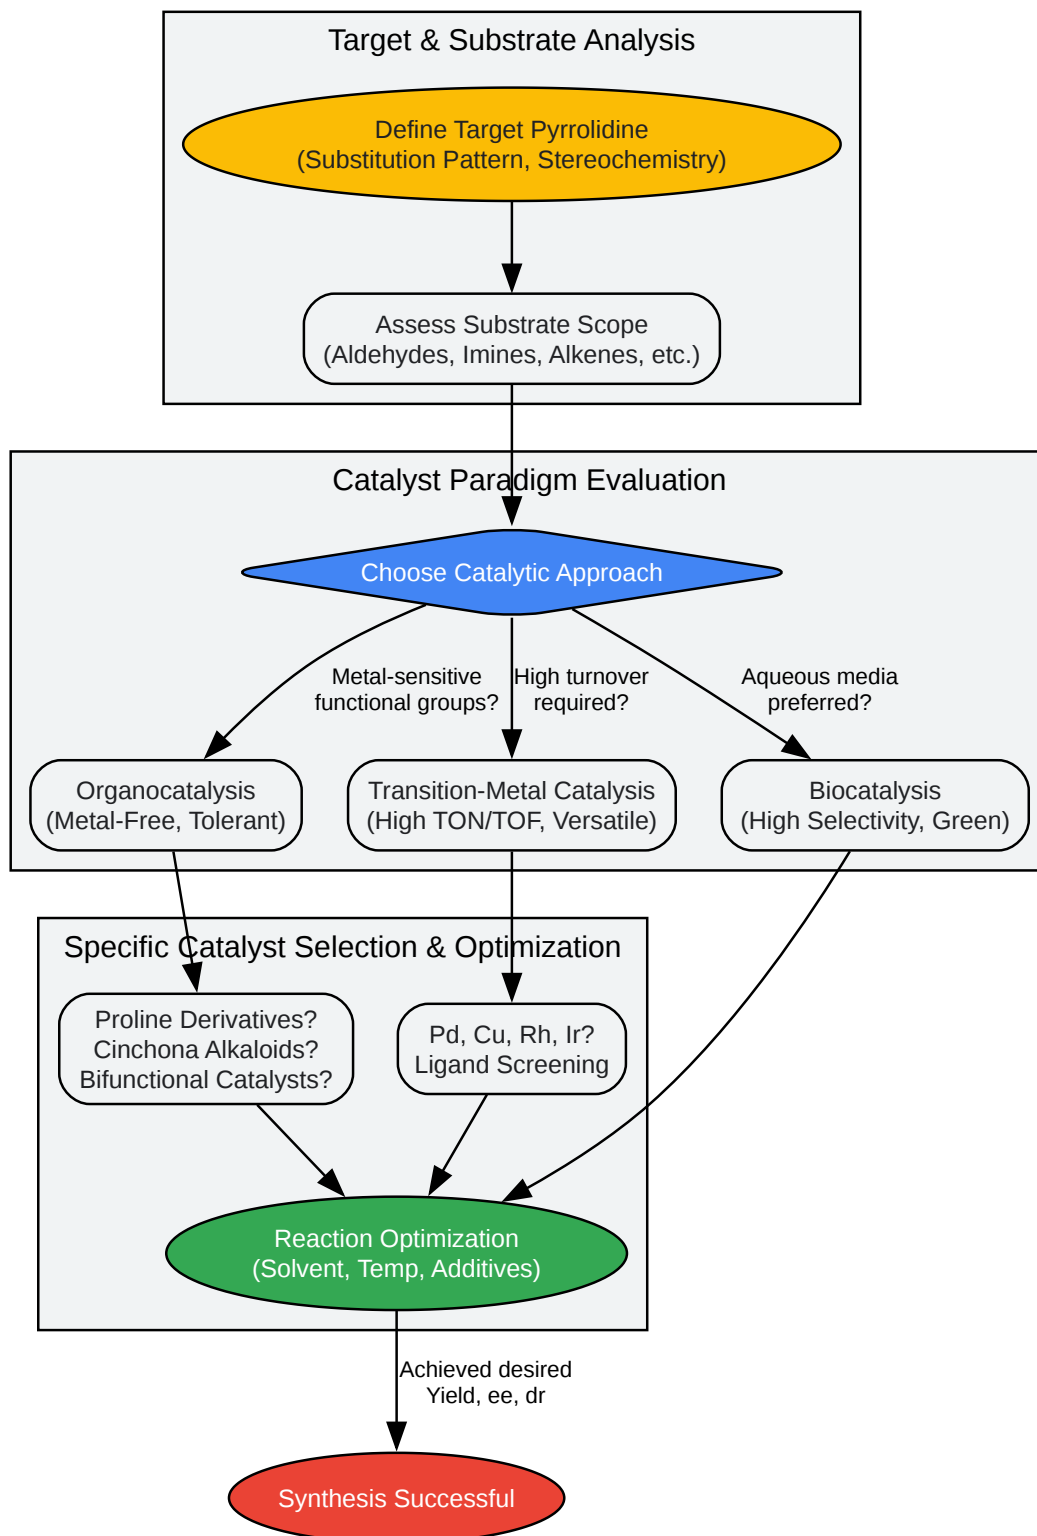 Target & Substrate Analysis
Define Target Pyrrolidine
(Substitution Pattern, Stereochemistry)
Assess Substrate Scope
(Aldehydes, Imines, Alkenes, etc.)
Catalyst Paradigm Evaluation
Choose Catalytic Approach
Metal-sensitive
functional groups?
High turnover
required?
Aqueous media
preferred?
Organocatalysis
(Metal-Free, Tolerant)
Transition-Metal Catalysis
(High TON/TOF, Versatile)
Biocatalysis
(High Selectivity, Green)
Specific Catalyst Selection & Optimization
Proline Derivatives?
Cinchona Alkaloids?
Bifunctional Catalysts?
Pd, Cu, Rh, Ir?
Ligand Screening
Reaction Optimization
(Solvent, Temp, Additives)
Achieved desired
Yield, ee, dr
Synthesis Successful